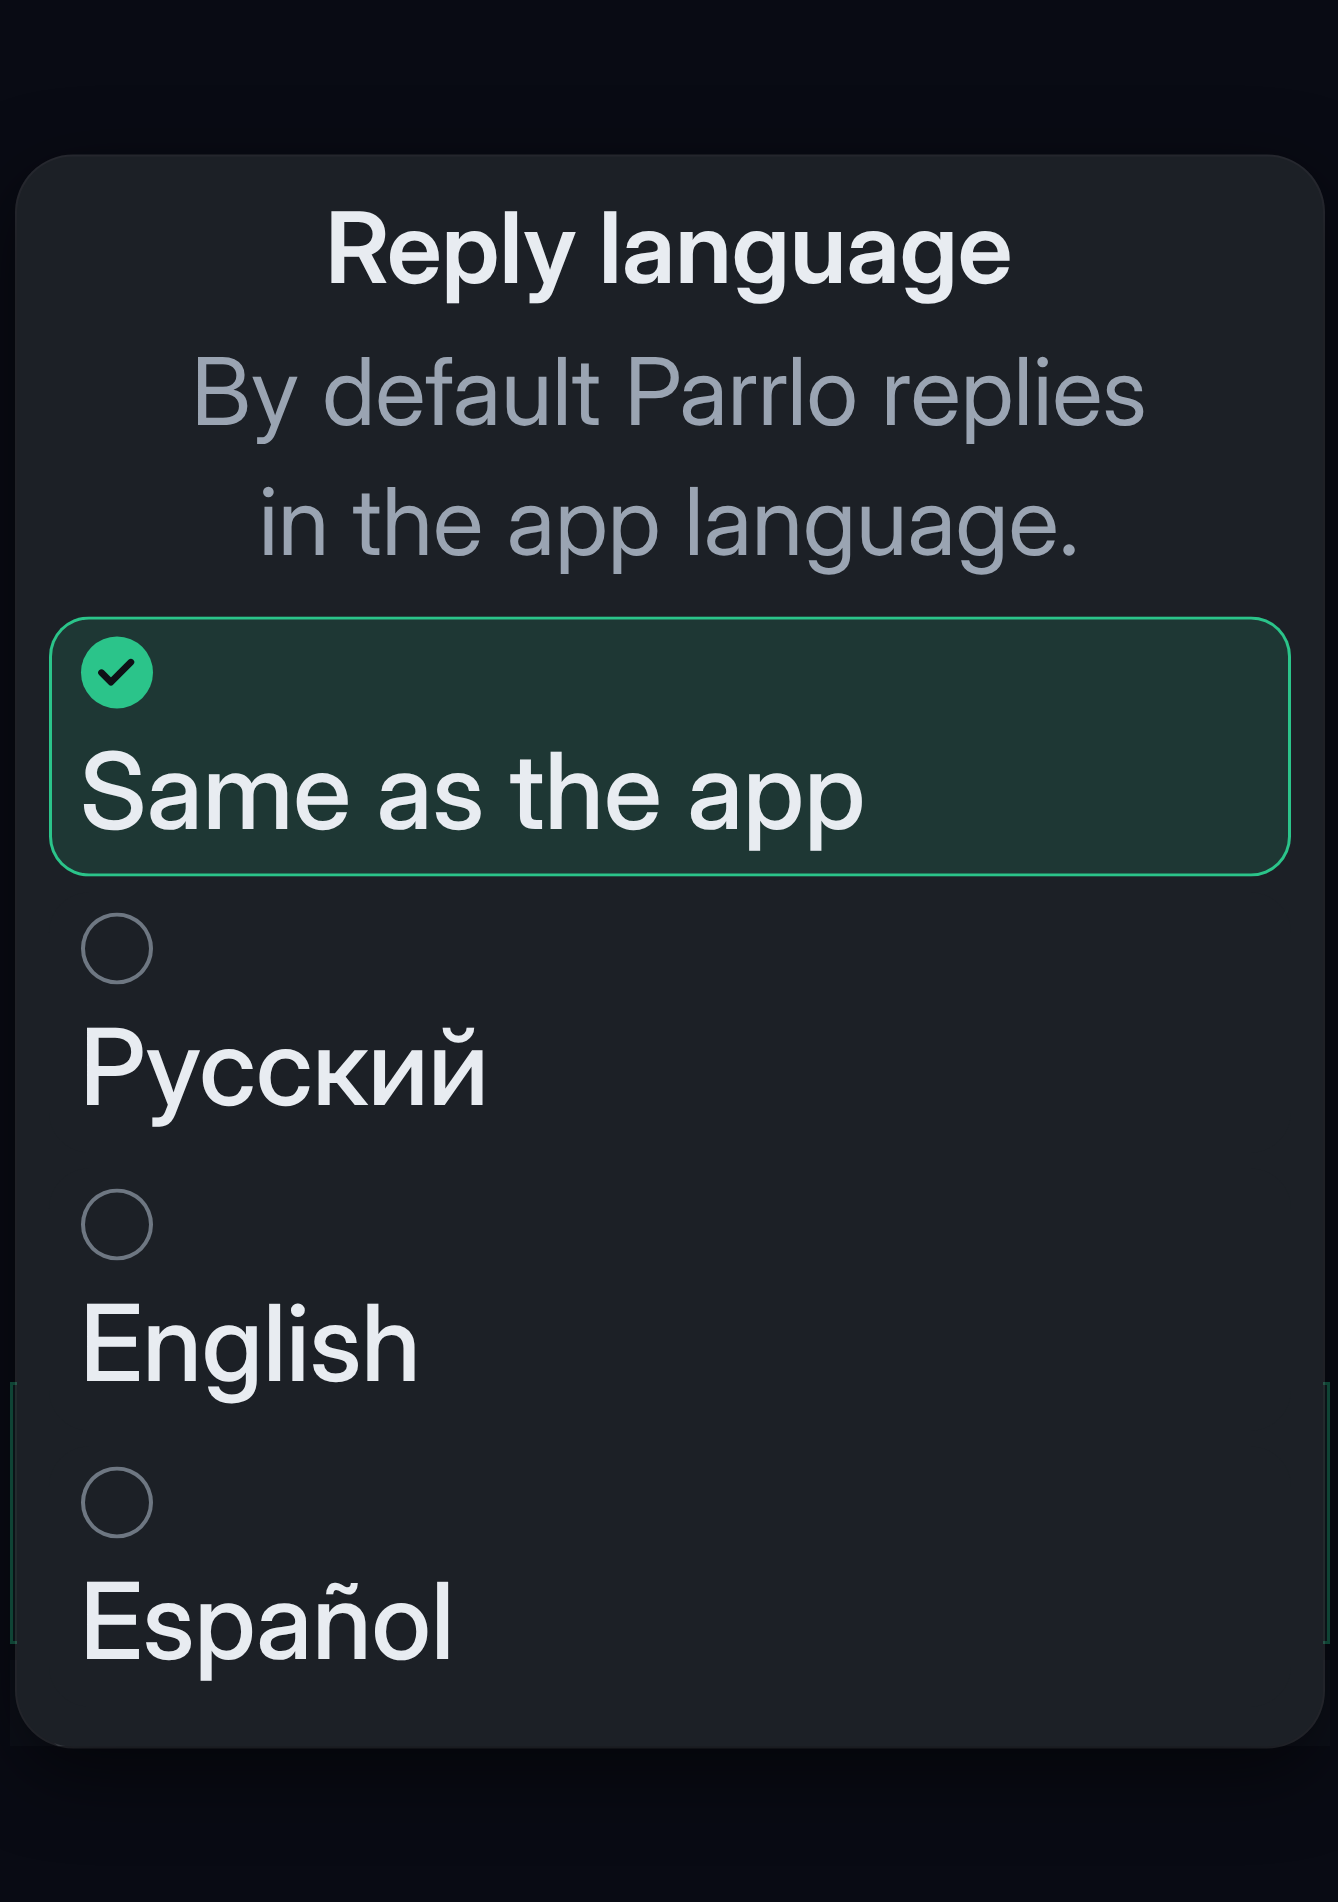 Reply language
By default Parrlo replies
in the app language.
Same as the app
Русский
English
Español